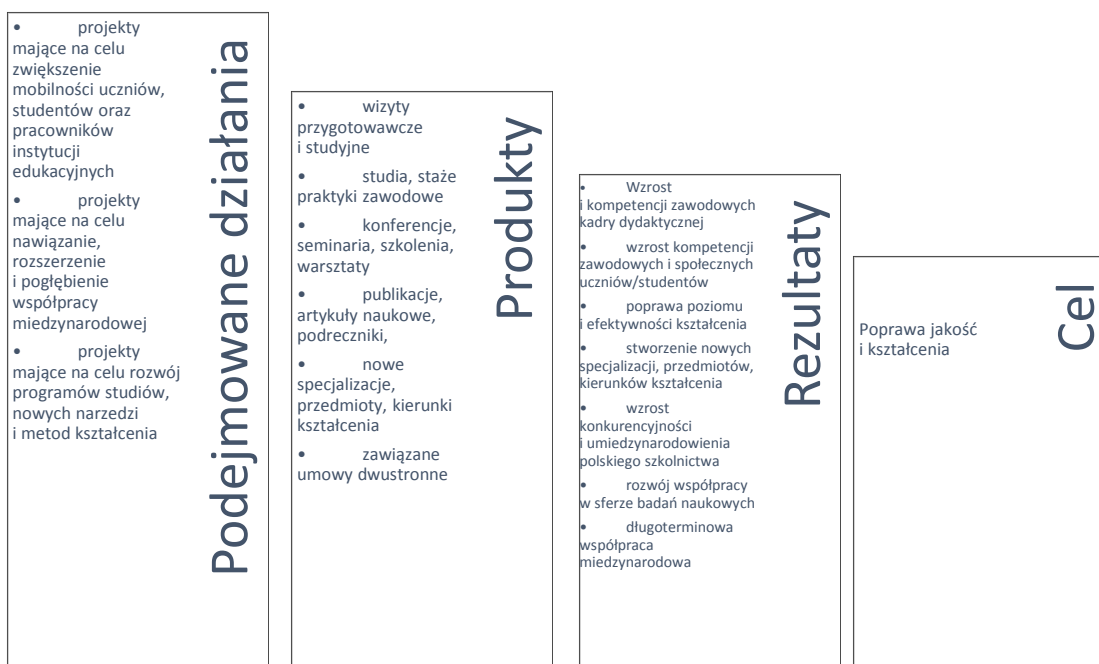 • projekty
mające na celu
zwiększenie
mobilności uczniów,
studentów oraz
pracowników
instytucji
edukacyjnych
• projekty
mające na celu
nawiązanie,
rozszerzenie
i pogłębienie
współpracy
miedzynarodowej
• projekty
mające na celu rozwój
programów studiów,
nowych narzedzi
i metod kształcenia
Podejmowane działania
• wizyty
przygotowawcze
i studyjne
• studia, staże
praktyki zawodowe
• konferencje,
seminaria, szkolenia,
warsztaty
• publikacje,
artykuły naukowe,
podreczniki,
• nowe
specjalizacje,
przedmioty, kierunki
kształcenia
• zawiązane
umowy dwustronne
Produkty
• Wzrost
i kompetencji zawodowych
kadry dydaktycznej
• wzrost kompetencji
zawodowych i społecznych
uczniów/studentów
• poprawa poziomu
i efektywności kształcenia
• stworzenie nowych
specjalizacji, przedmiotów,
kierunków kształcenia
• wzrost
konkurencyjności
i umiedzynarodowienia
polskiego szkolnictwa
• rozwój współpracy
w sferze badań naukowych
• długoterminowa
współpraca
miedzynarodowa
Rezultaty
Poprawa jakość
i kształcenia
Cel